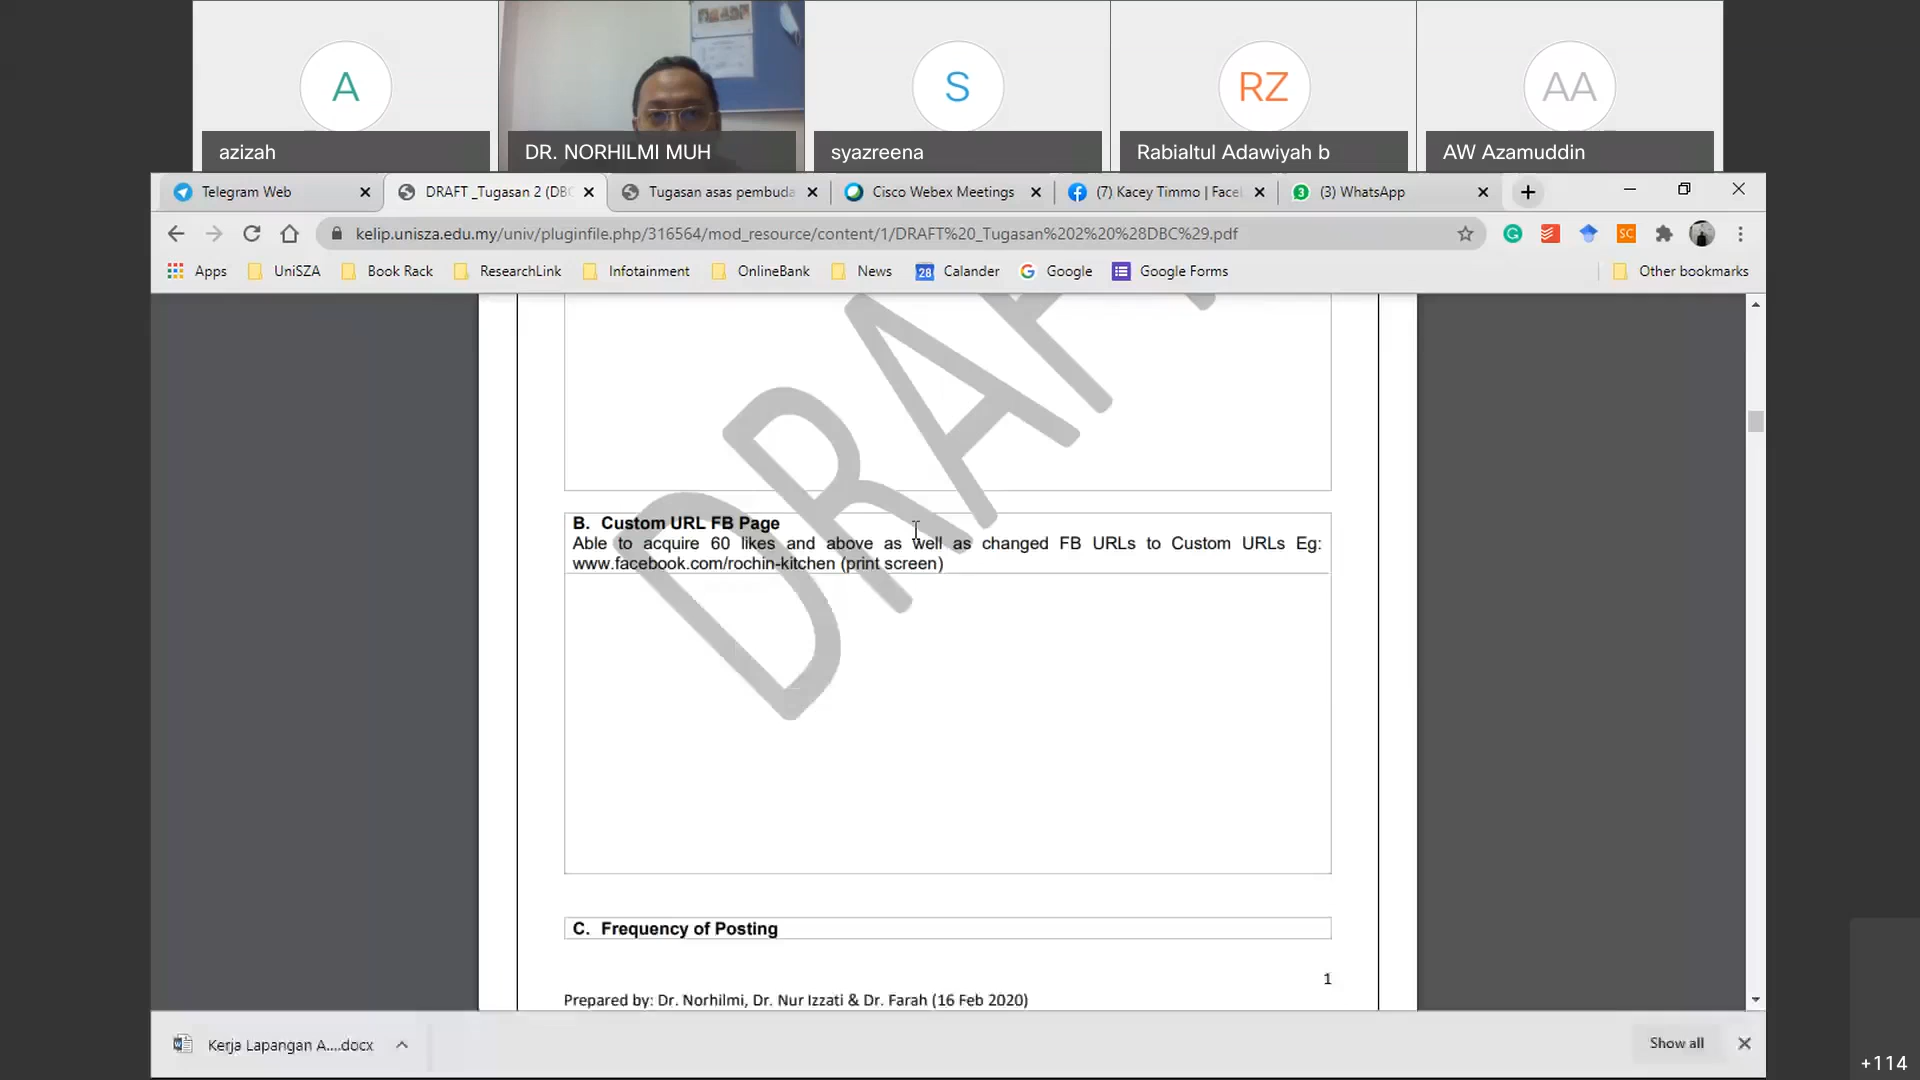 A
S
RZ
AA
azizah
DR. NORHILMI MUH
syazreena
Rabialtul Adawiyah b
AW Azamuddin
Telegram Web
DRAFT _Tugasan 2 (DBC
Tugasan asas pembuda
Cisco Webex Meetings
(7) Kacey Timmo | Face
(3) WhatsApp
kelip.unisza.edu.my/univ/pluginfile.php/316564/mod_resource/content/1/DRAFT%20_Tugasan%202%20%28DBC%29.pdf
SC
Apps
UniSZA
Book Rack
ResearchLink
Infotainment
OnlineBank
News
28
Calander
Google
Google Forms
Other bookmarks
DRAFT
B. Custom URL FB Page
Able to acquire 60 likes and above as well as changed FB URLs to Custom URLs Eg:
www.facebook.com/rochin-kitchen (print screen)
C. Frequency of Posting
1
Prepared by: Dr. Norhilmi, Dr. Nur Izzati & Dr. Farah (16 Feb 2020)
Kerja Lapangan A....docx
Show all
+114